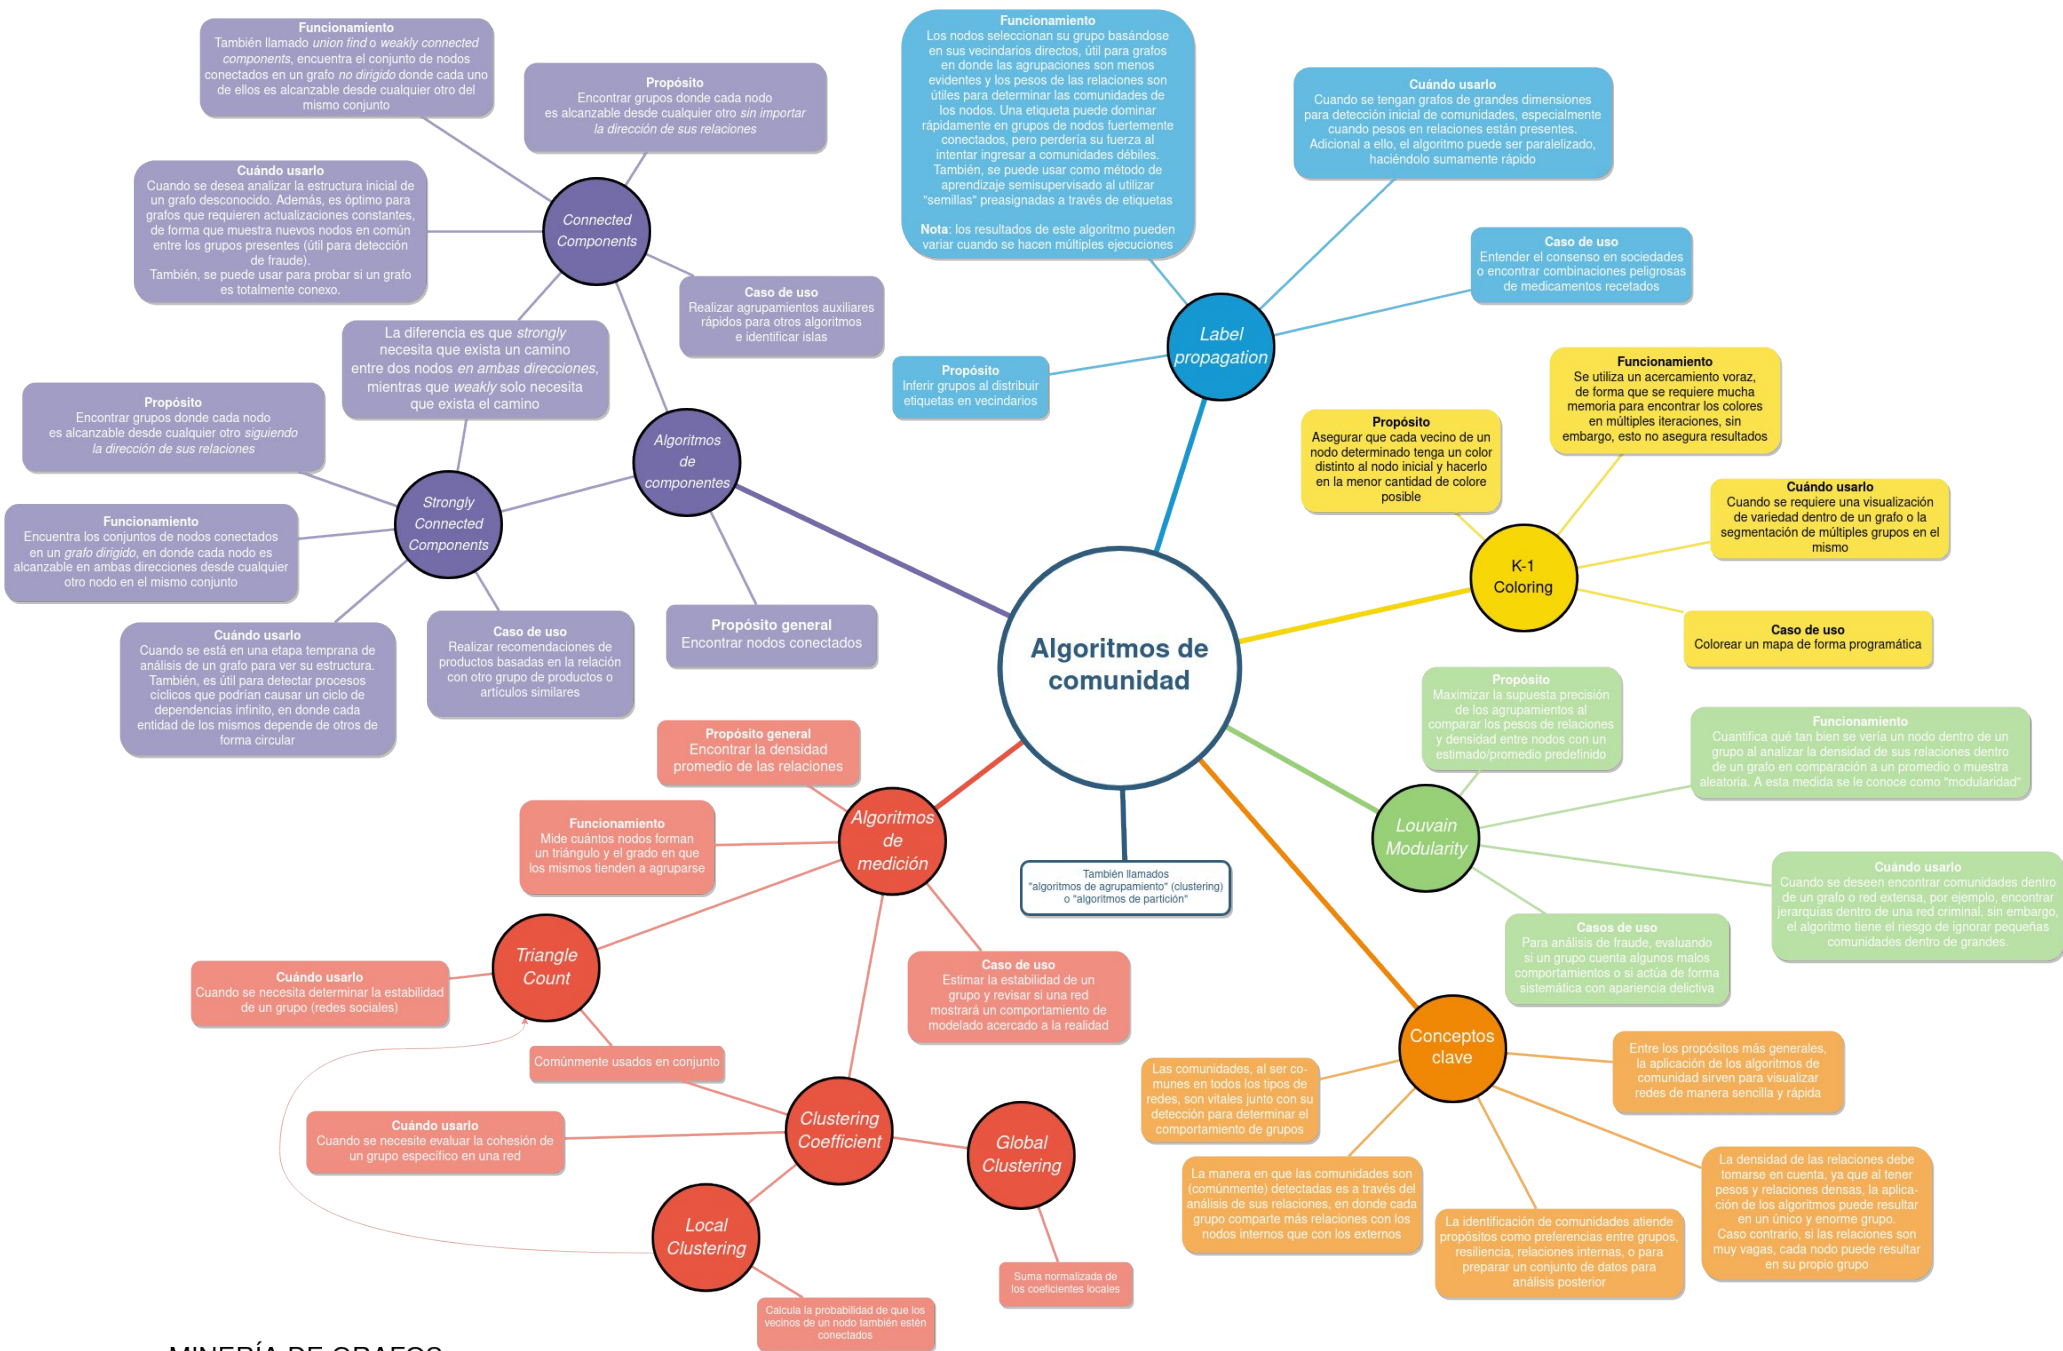 Funcionamiento
También llamado union find o weakly connected
components, encuentra el conjunto de nodos
conectados en un grafo no dirigido donde cada uno
de ellos es alcanzable desde cualquier otro del
mismo conjunto
Propósito
Encontrar grupos donde cada nodo
es alcanzable desde cualquier otro sin importar
la dirección de sus relaciones
Cuándo usarlo
Cuando se desea analizar la estructura inicial de
un grafo desconocido. Además, es óptimo para
grafos que requieren actualizaciones constantes,
de forma que muestra nuevos nodos en común
entre los grupos presentes (útil para detección
de fraude).
También, se puede usar para probar si un grafo
es totalmente conexo.
Connected
Components
Caso de uso
Realizar agrupamientos auxiliares
rápidos para otros algoritmos
e identificar islas
La diferencia es que strongly
necesita que exista un camino
entre dos nodos en ambas direcciones,
mientras que weakly solo necesita
que exista el camino
Propósito
Encontrar grupos donde cada nodo
es alcanzable desde cualquier otro siguiendo
la dirección de sus relaciones
Algoritmos
de
componentes
Strongly
Connected
Components
Funcionamiento
Encuentra los conjuntos de nodos conectados
en un grafo dirigido, en donde cada nodo es
alcanzable en ambas direcciones desde cualquier
otro nodo en el mismo conjunto
Cuándo usarlo
Cuando se está en una etapa temprana de
análisis de un grafo para ver su estructura.
También, es útil para detectar procesos
cíclicos que podrían causar un ciclo de
dependencias infinito, en donde cada
entidad de los mismos depende de otros de
forma circular
Caso de uso
Realizar recomendaciones de
productos basadas en la relación
con otro grupo de productos o
artículos similares
Propósito general
Encontrar nodos conectados
Funcionamiento
Los nodos seleccionan su grupo basándose
en sus vecindarios directos, útil para grafos
en donde las agrupaciones son menos
evidentes y los pesos de las relaciones son
útiles para determinar las comunidades de
los nodos. Una etiqueta puede dominar
rápidamente en grupos de nodos fuertemente
conectados, pero perdería su fuerza al
intentar ingresar a comunidades débiles.
También, se puede usar como método de
aprendizaje semisupervisado al utilizar
"semillas" preasignadas a través de etiquetas
Nota: los resultados de este algoritmo pueden
variar cuando se hacen múltiples ejecuciones
Cuándo usarlo
Cuando se tengan grafos de grandes dimensiones
para detección inicial de comunidades, especialmente
cuando pesos en relaciones están presentes.
Adicional a ello, el algoritmo puede ser paralelizado,
haciéndolo sumamente rápido
Caso de uso
Entender el consenso en sociedades
o encontrar combinaciones peligrosas
de medicamentos recetados
Label
propagation
Propósito
Inferir grupos al distribuir
etiquetas en vecindarios
Funcionamiento
Se utiliza un acercamiento voraz,
de forma que se requiere mucha
memoria para encontrar los colores
en múltiples iteraciones, sin
embargo, esto no asegura resultados
Propósito
Asegurar que cada vecino de un
nodo determinado tenga un color
distinto al nodo inicial y hacerlo
en la menor cantidad de colore
posible
Cuándo usarlo
Cuando se requiere una visualización
de variedad dentro de un grafo o la
segmentación de múltiples grupos en el
mismo
K-1
Coloring
Caso de uso
Colorear un mapa de forma programática
Algoritmos de
comunidad
Propósito
Maximizar la supuesta precisión
de los agrupamientos al
comparar los pesos de relaciones
y densidad entre nodos con un
estimado/promedio predefinido
Funcionamiento
Cuantifica qué tan bien se vería un nodo dentro de un
grupo al analizar la densidad de sus relaciones dentro
de un grafo en comparación a un promedio o muestra
aleatoria. A esta medida se le conoce como "modularidad"
Louvain
Modularity
Cuándo usarlo
Cuando se deseen encontrar comunidades dentro
de un grafo o red extensa, por ejemplo, encontrar
jerarquías dentro de una red criminal, sin embargo,
el algoritmo tiene el riesgo de ignorar pequeñas
comunidades dentro de grandes.
Casos de uso
Para análisis de fraude, evaluando
si un grupo cuenta algunos malos
comportamientos o si actúa de forma
sistemática con apariencia delictiva
También llamados
"algoritmos de agrupamiento" (clustering)
o "algoritmos de partición"
Propósito general
Encontrar la densidad
promedio de las relaciones
Algoritmos
de
medición
Funcionamiento
Mide cuántos nodos forman
un triángulo y el grado en que
los mismos tienden a agruparse
Triangle
Count
Cuándo usarlo
Cuando se necesita determinar la estabilidad
de un grupo (redes sociales)
Caso de uso
Estimar la estabilidad de un
grupo y revisar si una red
mostrará un comportamiento de
modelado acercado a la realidad
Comúnmente usados en conjunto
Cuándo usarlo
Cuando se necesite evaluar la cohesión de
un grupo específico en una red
Clustering
Coefficient
Global
Clustering
Local
Clustering
Suma normalizada de
los coeficientes locales
Calcula la probabilidad de que los
vecinos de un nodo también estén
conectados
Conceptos
clave
Entre los propósitos más generales,
la aplicación de los algoritmos de
comunidad sirven para visualizar
redes de manera sencilla y rápida
Las comunidades, al ser co-
munes en todos los tipos de
redes, son vitales junto con su
detección para determinar el
comportamiento de grupos
La manera en que las comunidades son
(comúnmente) detectadas es a través del
análisis de sus relaciones, en donde cada
grupo comparte más relaciones con los
nodos internos que con los externos
La identificación de comunidades atiende
propósitos como preferencias entre grupos,
resiliencia, relaciones internas, o para
preparar un conjunto de datos para
análisis posterior
La densidad de las relaciones debe
tomarse en cuenta, ya que al tener
pesos y relaciones densas, la aplica-
ción de los algoritmos puede resultar
en un único y enorme grupo.
Caso contrario, si las relaciones son
muy vagas, cada nodo puede resultar
en su propio grupo
MINERÍA DE GRAFOS